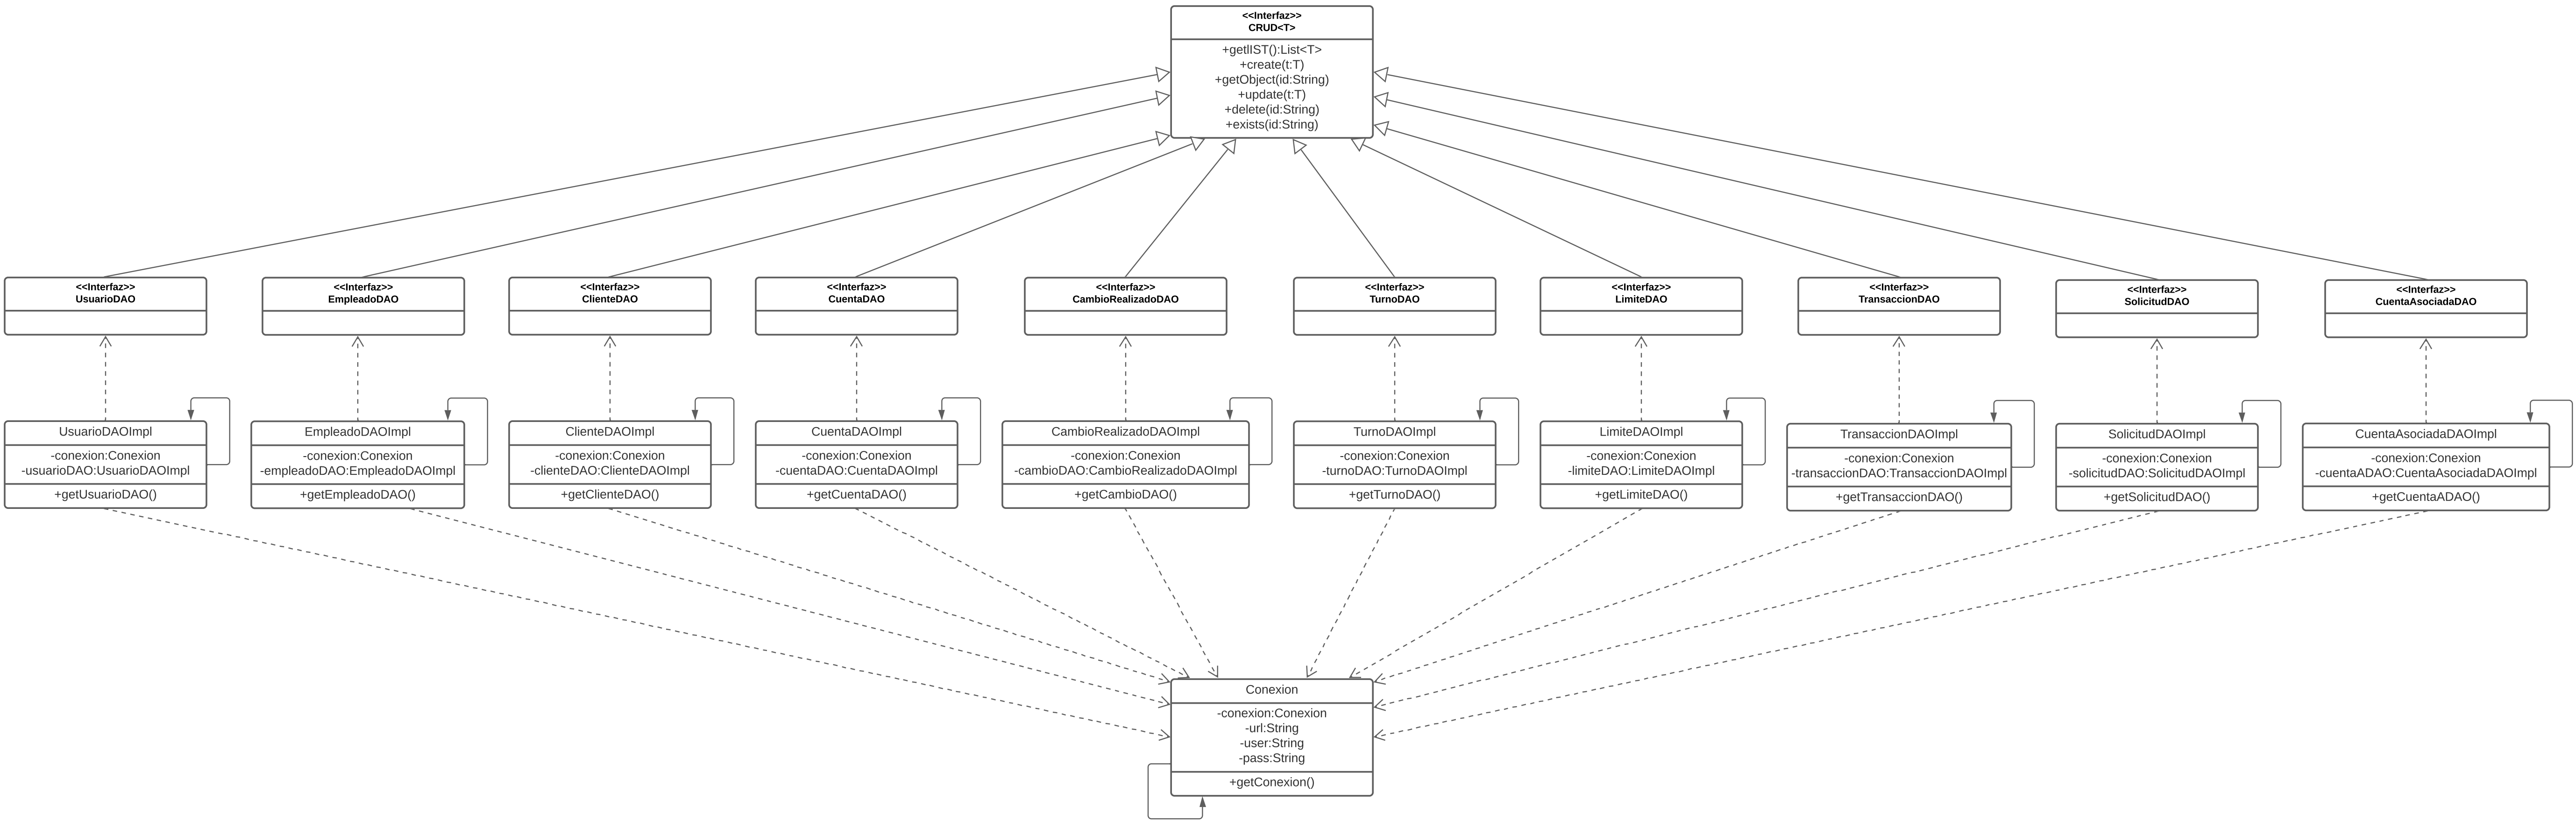 <<Interfaz>>
CRUD<T>
+getlIST():List<T>
+create(t:T)
+getObject(id:String)
+update(t:T)
+delete(id:String)
+exists(id:String)
<<Interfaz>>
UsuarioDAO
<<Interfaz>>
EmpleadoDAO
<<Interfaz>>
ClienteDAO
<<Interfaz>>
CuentaDAO
<<Interfaz>>
CambioRealizadoDAO
<<Interfaz>>
TurnoDAO
<<Interfaz>>
LimiteDAO
<<Interfaz>>
TransaccionDAO
<<Interfaz>>
SolicitudDAO
<<Interfaz>>
CuentaAsociadaDAO
UsuarioDAOImpl
-conexion:Conexion
-usuarioDAO:UsuarioDAOImpl
+getUsuarioDAO()
EmpleadoDAOImpl
-conexion:Conexion
-empleadoDAO:EmpleadoDAOImpl
+getEmpleadoDAO()
ClienteDAOImpl
-conexion:Conexion
-clienteDAO:ClienteDAOImpl
+getClienteDAO()
CuentaDAOImpl
-conexion:Conexion
-cuentaDAO:CuentaDAOImpl
+getCuentaDAO()
CambioRealizadoDAOImpl
-conexion:Conexion
-cambioDAO:CambioRealizadoDAOImpl
+getCambioDAO()
TurnoDAOImpl
-conexion:Conexion
-turnoDAO:TurnoDAOImpl
+getTurnoDAO()
LimiteDAOImpl
-conexion:Conexion
-limiteDAO:LimiteDAOImpl
+getLimiteDAO()
TransaccionDAOImpl
-conexion:Conexion
-transaccionDAO:TransaccionDAOImpl
+getTransaccionDAO()
SolicitudDAOImpl
-conexion:Conexion
-solicitudDAO:SolicitudDAOImpl
+getSolicitudDAO()
CuentaAsociadaDAOImpl
-conexion:Conexion
-cuentaADAO:CuentaAsociadaDAOImpl
+getCuentaADAO()
Conexion
-conexion:Conexion
-url:String
-user:String
-pass:String
+getConexion()